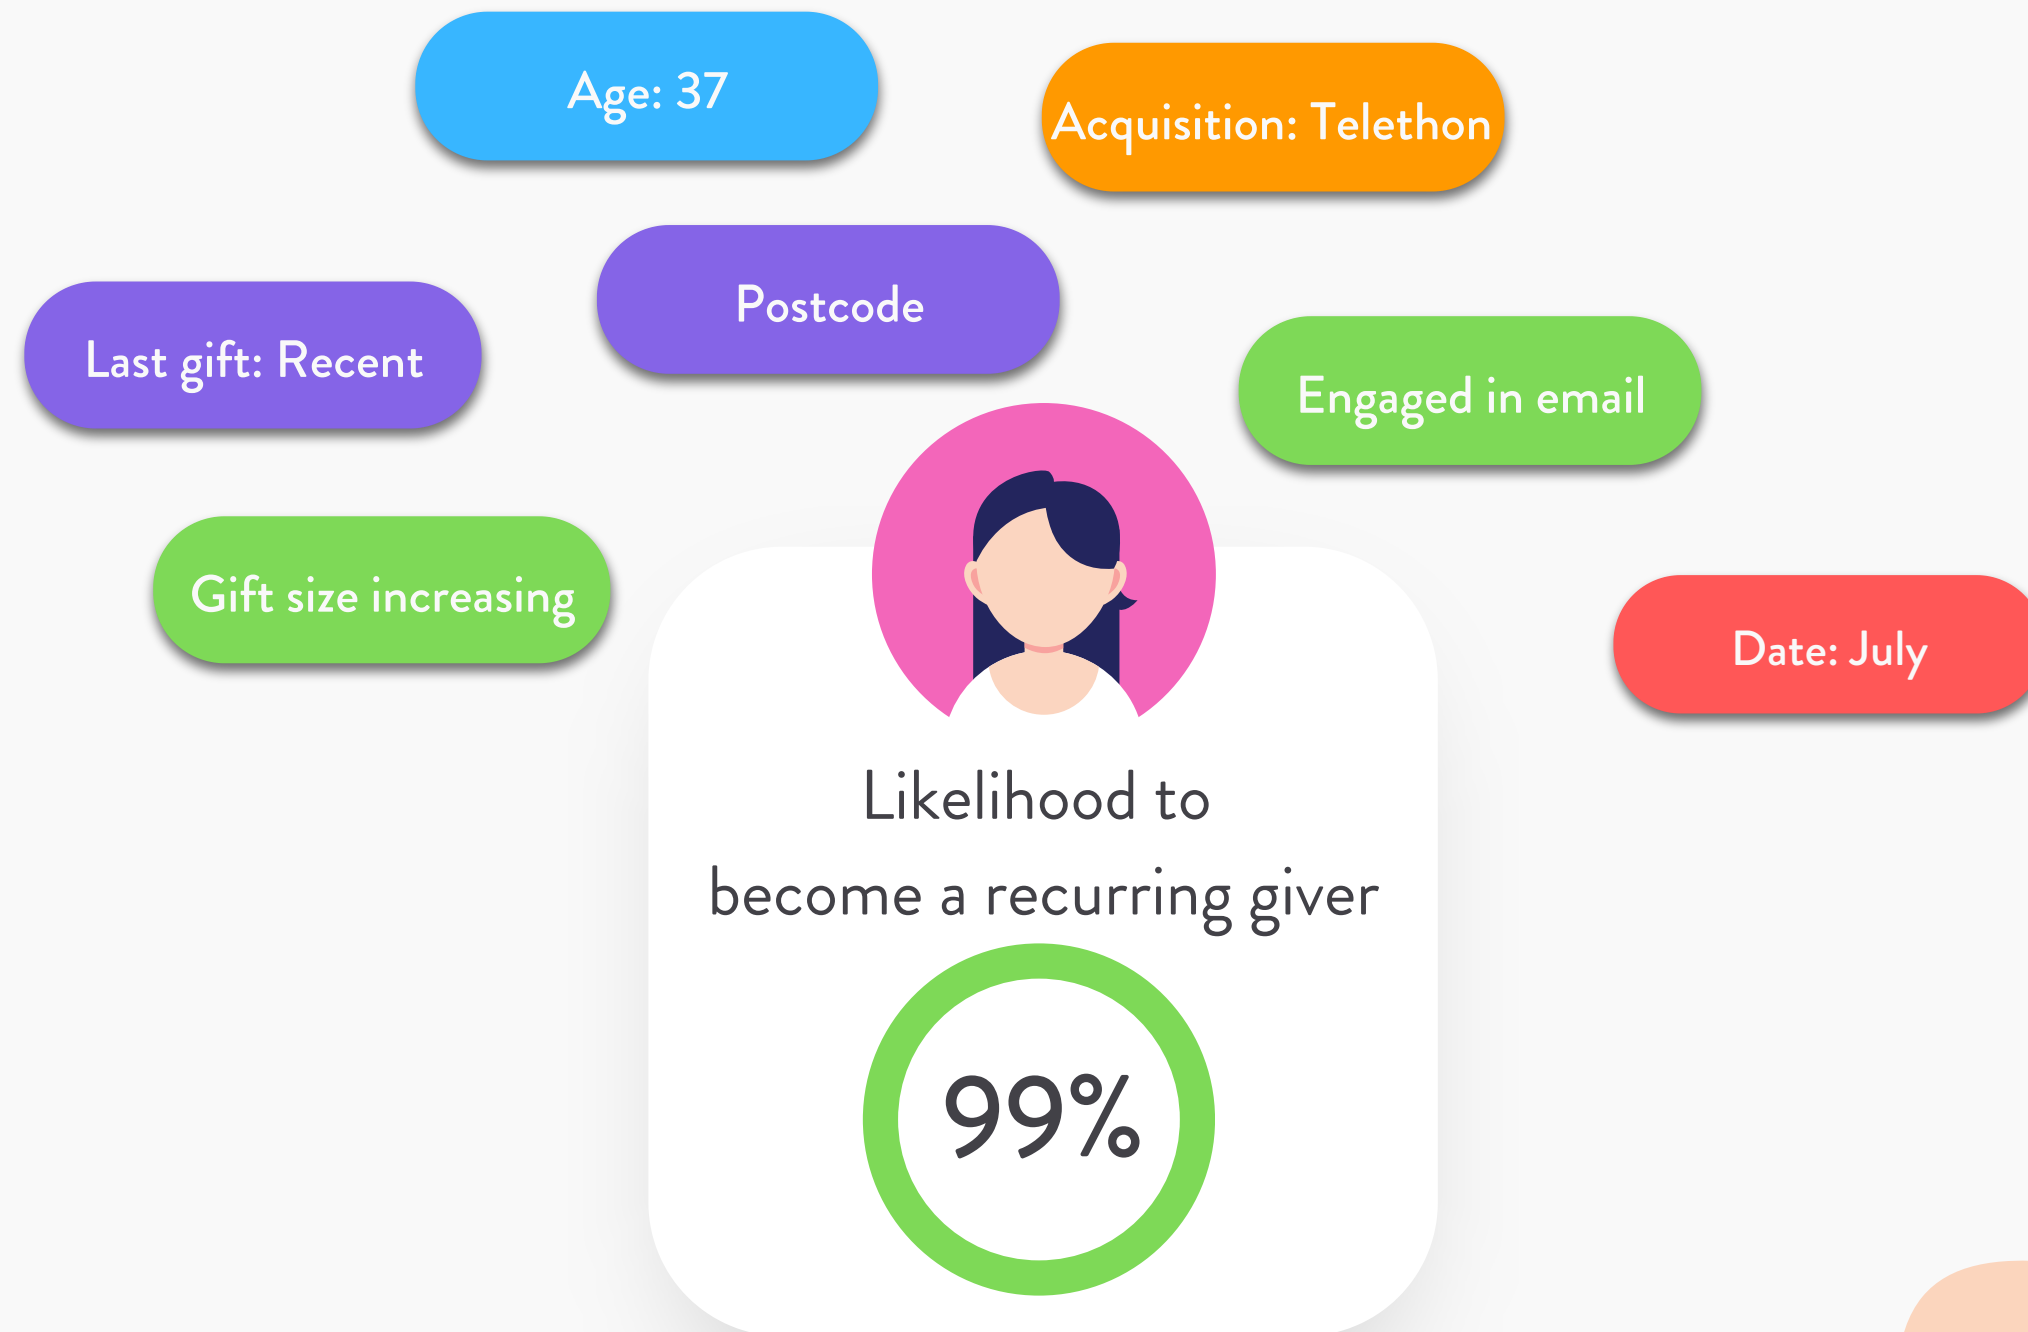 Age: 37
Acquisition: Telethon
Postcode
Last gift: Recent
Engaged in email
Gift size increasing
Date: July
Likelihood to
become a recurring giver
99%